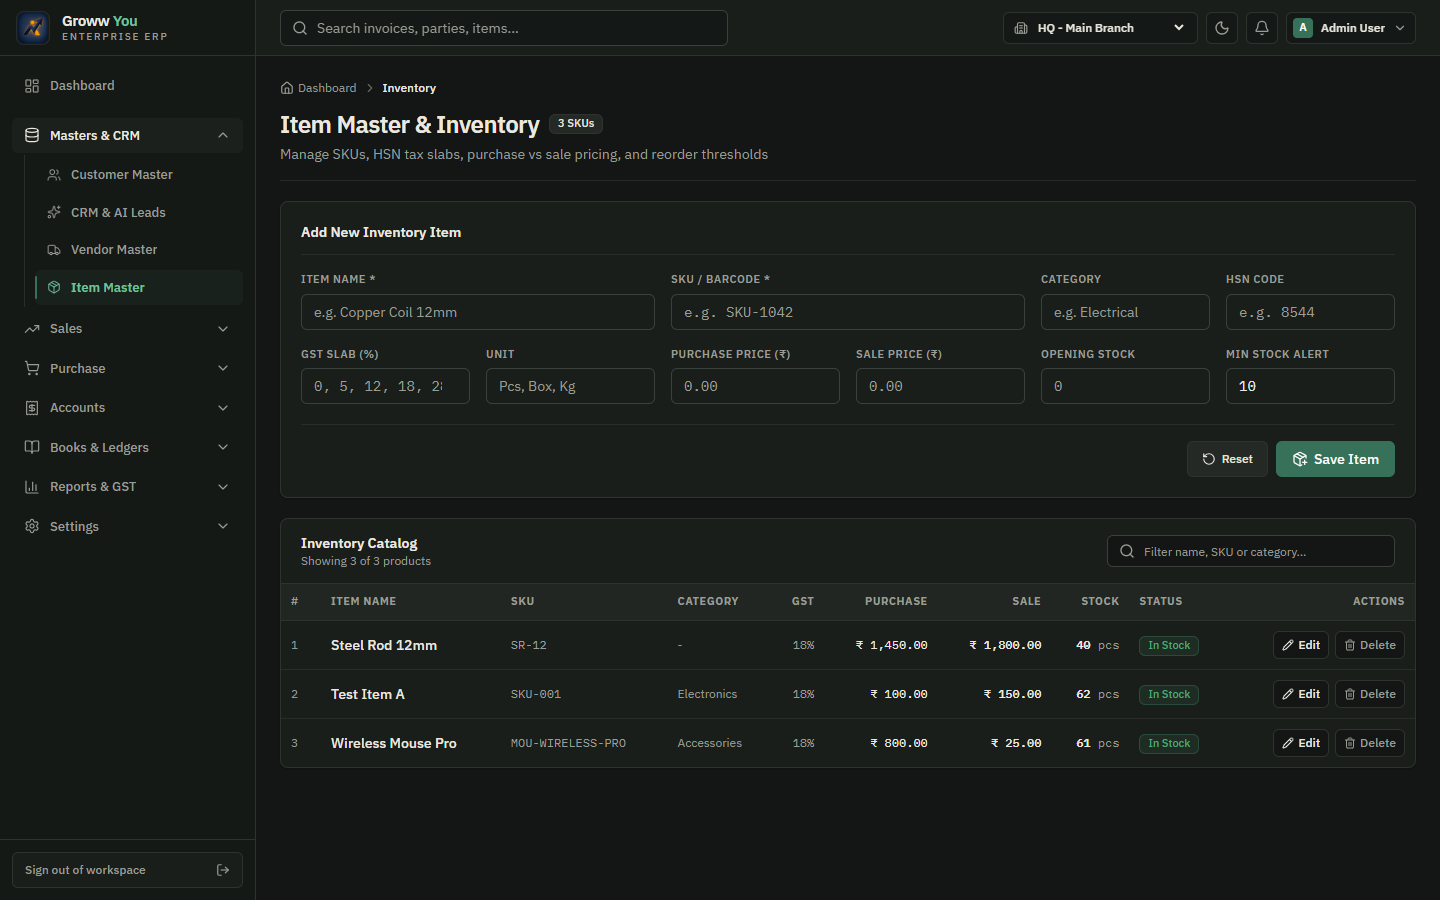 Groww You
ENTERPRISE ERP
Search invoices, parties, items...
HQ - Main Branch
A
Admin User
Dashboard
Masters & CRM
Customer Master
CRM & AI Leads
Vendor Master
Item Master
Sales
Purchase
Accounts
Books & Ledgers
Reports & GST
Settings
Sign out of workspace
Dashboard > Inventory
Item Master & Inventory 3 SKUs
Manage SKUs, HSN tax slabs, purchase vs sale pricing, and reorder thresholds
Add New Inventory Item
ITEM NAME * SKU / BARCODE * CATEGORY HSN CODE
e.g. Copper Coil 12mm e.g. SKU-1042 e.g. Electrical e.g. 8544
GST SLAB (%) UNIT PURCHASE PRICE (₹) SALE PRICE (₹) OPENING STOCK MIN STOCK ALERT
0, 5, 12, 18, 28 Pcs, Box, Kg 0.00 0.00 0 10
Reset Save Item
Inventory Catalog
Showing 3 of 3 products
Filter name, SKU or category...
# ITEM NAME SKU CATEGORY GST PURCHASE SALE STOCK STATUS ACTIONS
1 Steel Rod 12mm SR-12 - 18% ₹ 1,450.00 ₹ 1,800.00 40 pcs In Stock Edit Delete
2 Test Item A SKU-001 Electronics 18% ₹ 100.00 ₹ 150.00 62 pcs In Stock Edit Delete
3 Wireless Mouse Pro MOU-WIRELESS-PRO Accessories 18% ₹ 800.00 ₹ 25.00 61 pcs In Stock Edit Delete